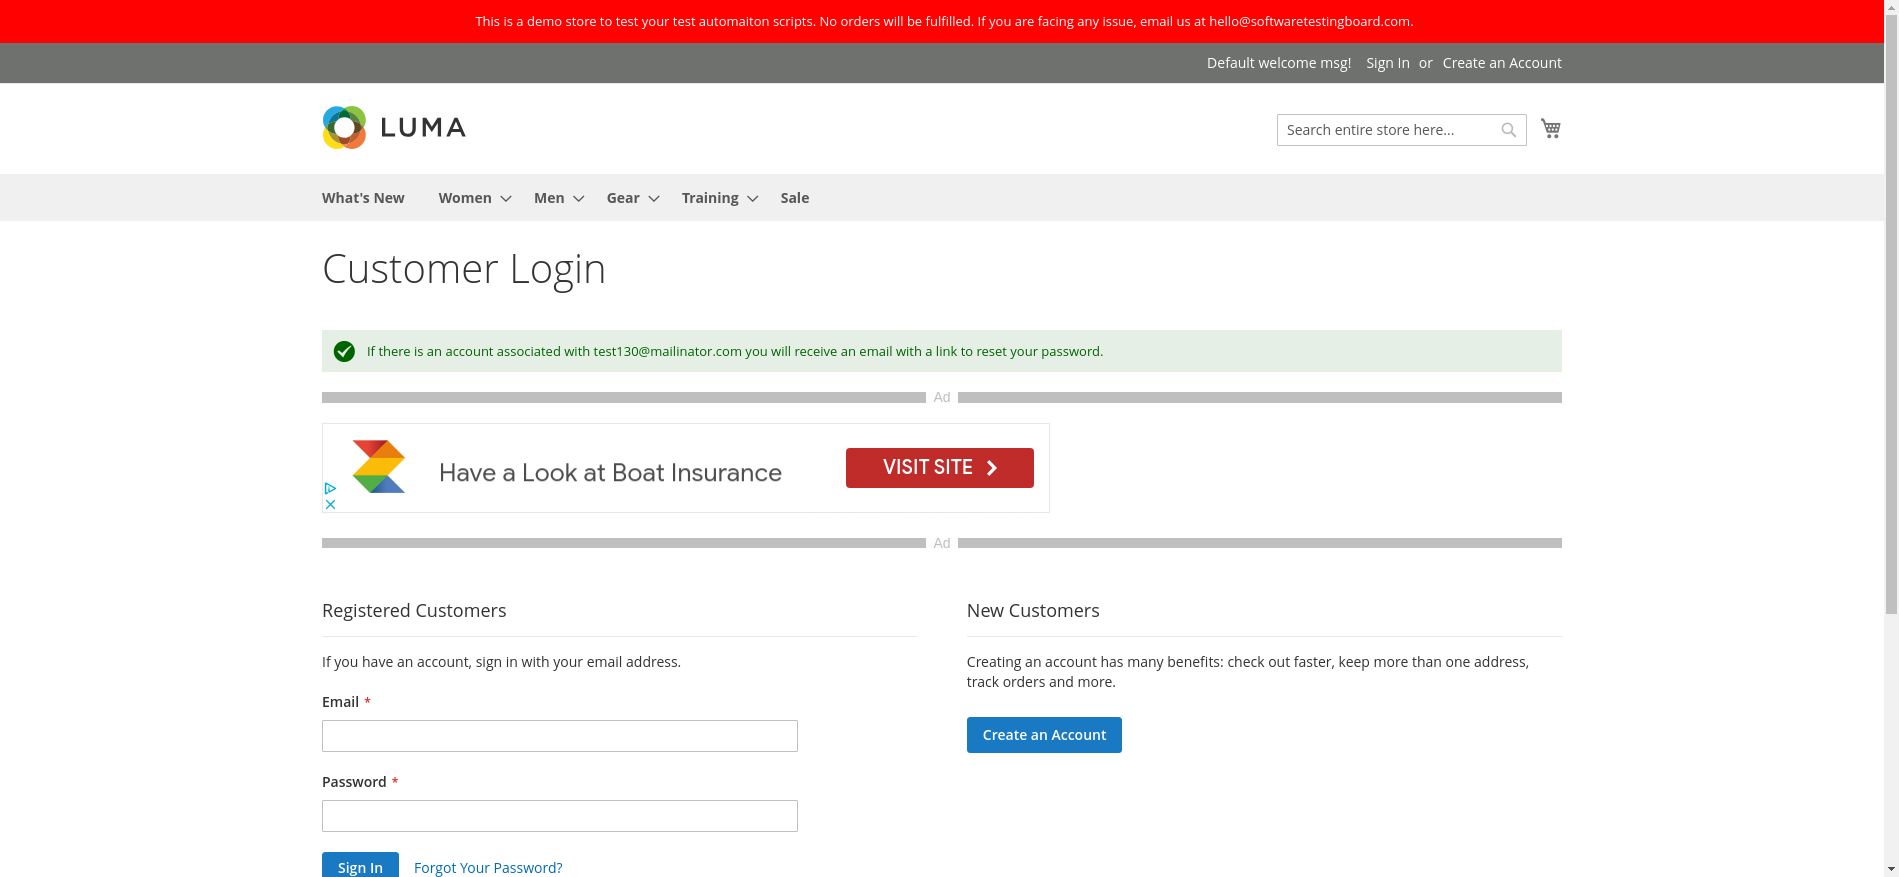 This is a demo store to test your test automaiton scripts. No orders will be fulfilled. If you are facing any issue, email us at hello@softwaretestingboard.com.
Default welcome msg! Sign In or Create an Account
LUMA
Search entire store here...
What's New Women Men Gear Training Sale
Customer Login
If there is an account associated with test130@mailinator.com you will receive an email with a link to reset your password.
Ad
Have a Look at Boat Insurance
VISIT SITE
Ad
Registered Customers
If you have an account, sign in with your email address.
Email *
Password *
Sign In Forgot Your Password?
New Customers
Creating an account has many benefits: check out faster, keep more than one address,
track orders and more.
Create an Account